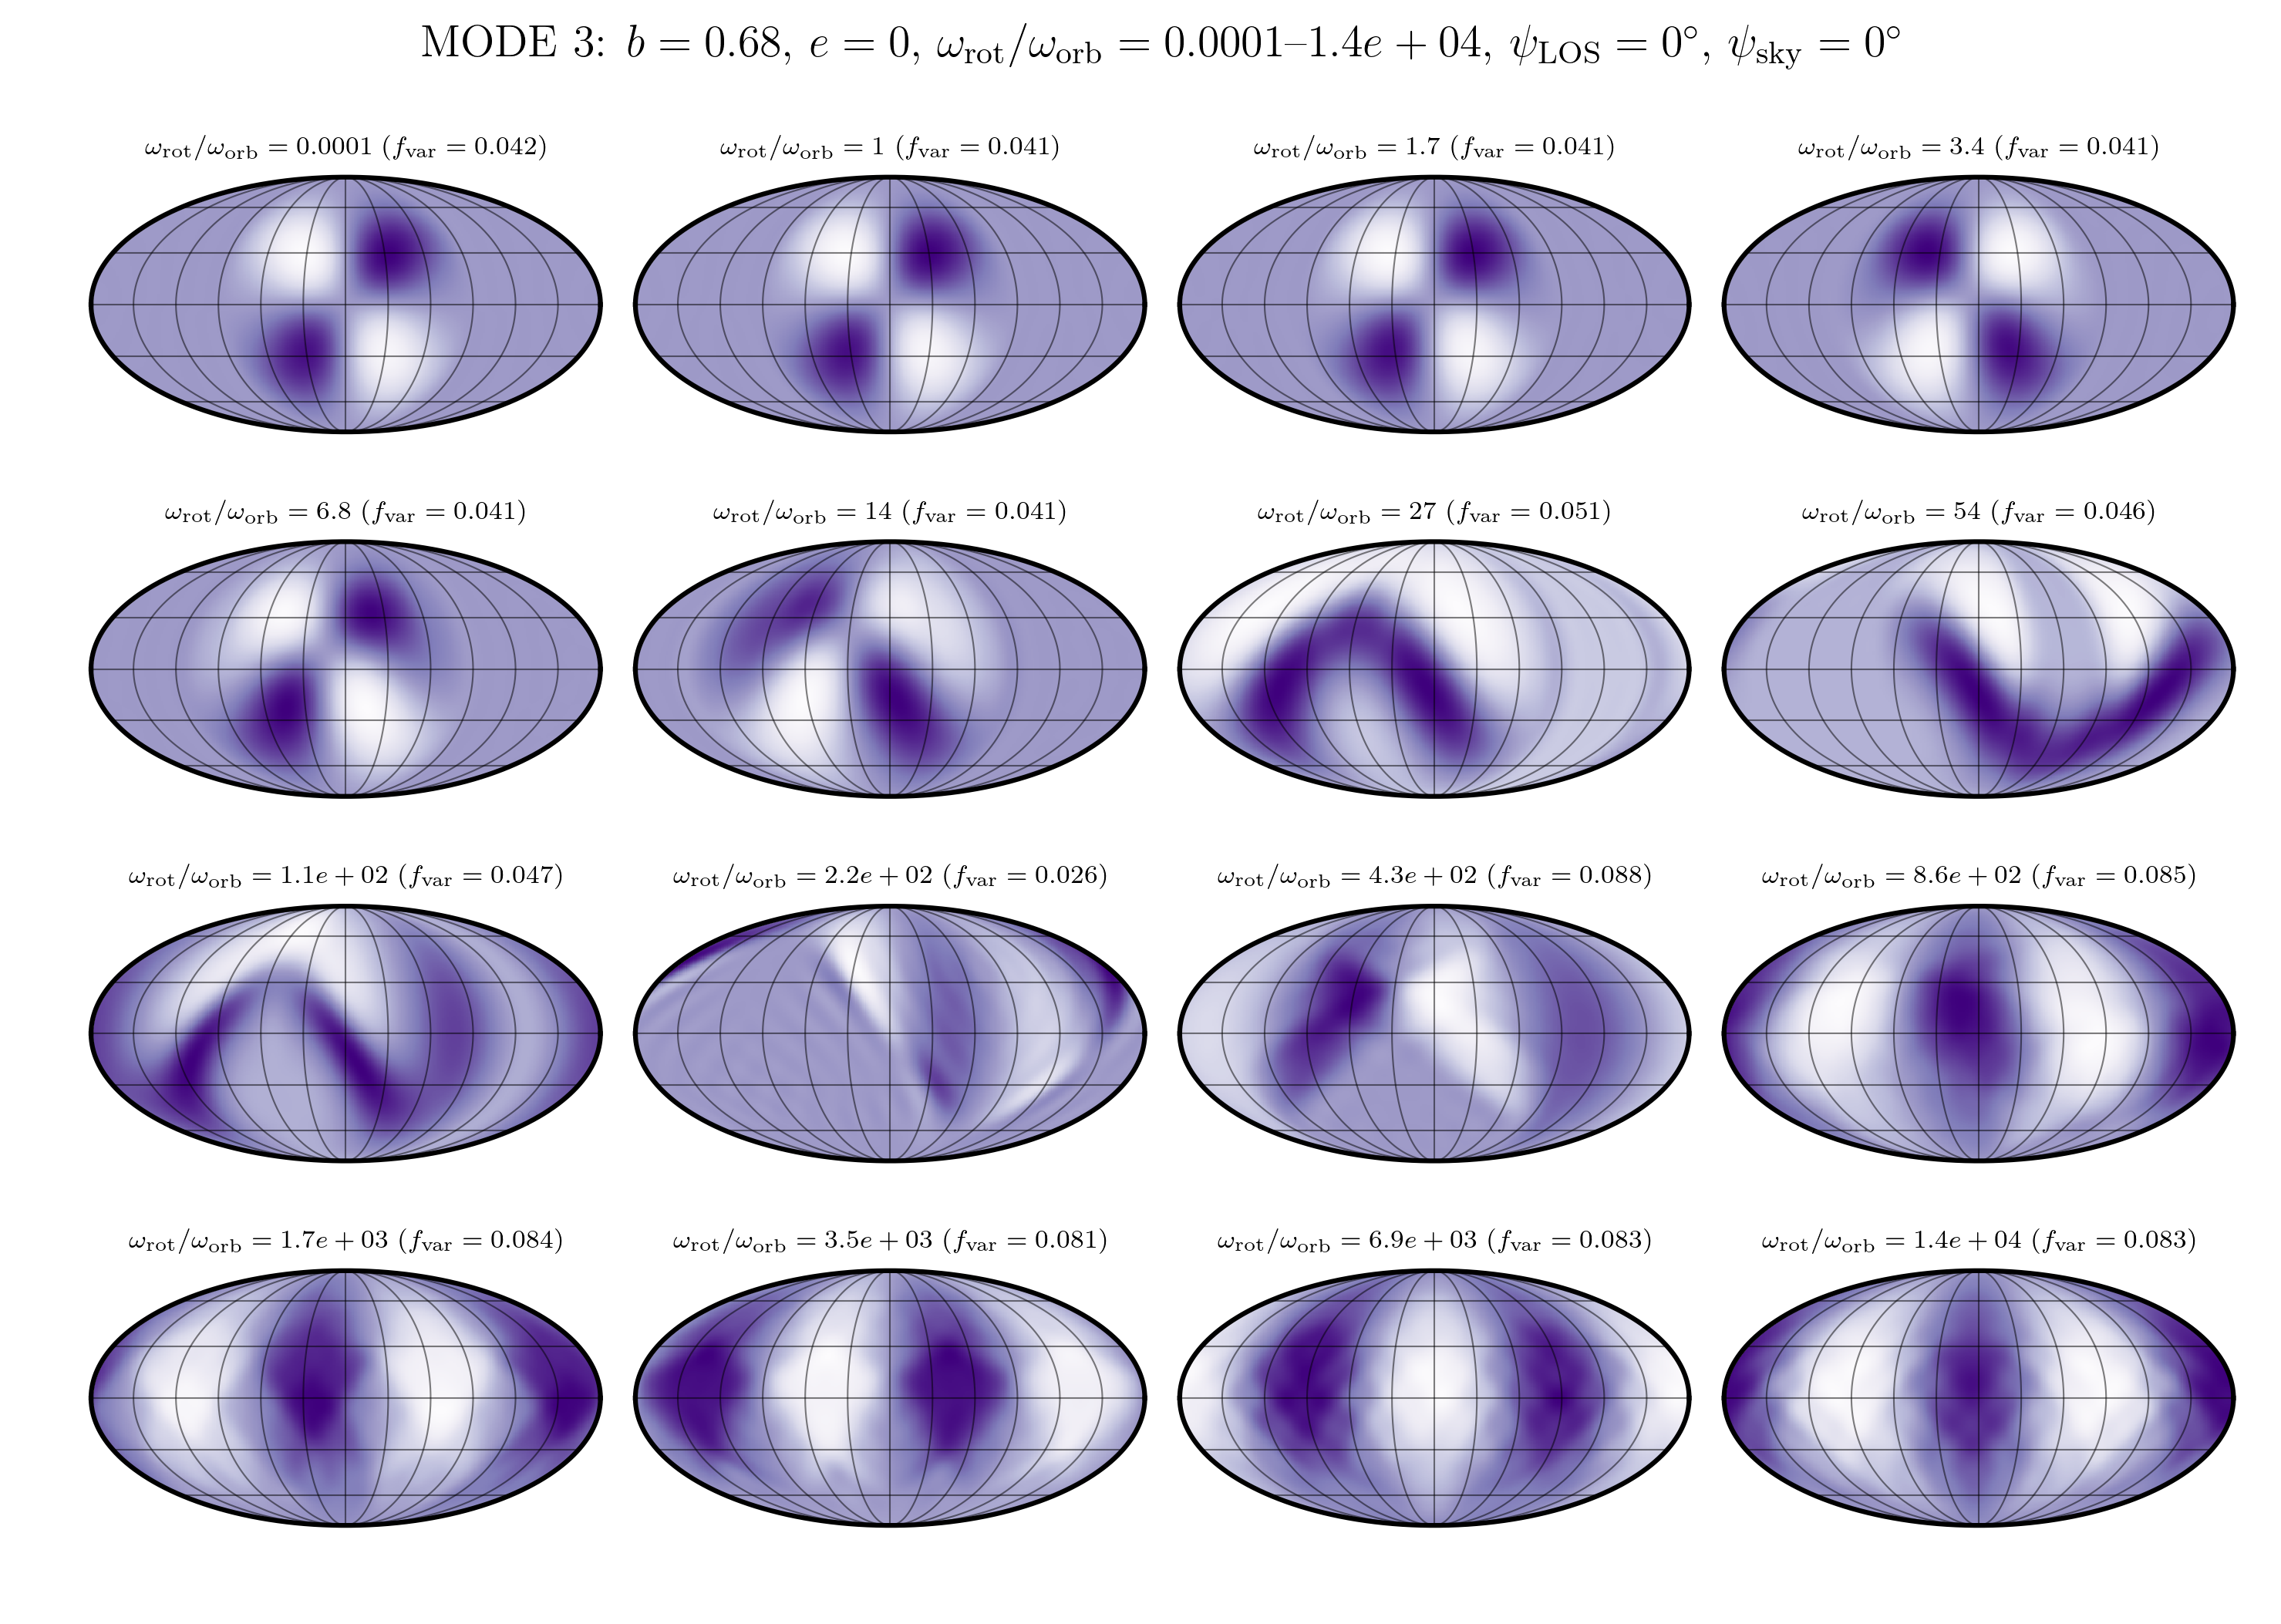 MODE 3: b = 0.68, e = 0, ω_rot/ω_orb = 0.0001–1.4e + 04, ψ_LOS = 0°, ψ_sky = 0°
ω_rot/ω_orb = 0.0001 (f_var = 0.042)
ω_rot/ω_orb = 1 (f_var = 0.041)
ω_rot/ω_orb = 1.7 (f_var = 0.041)
ω_rot/ω_orb = 3.4 (f_var = 0.041)
ω_rot/ω_orb = 6.8 (f_var = 0.041)
ω_rot/ω_orb = 14 (f_var = 0.041)
ω_rot/ω_orb = 27 (f_var = 0.051)
ω_rot/ω_orb = 54 (f_var = 0.046)
ω_rot/ω_orb = 1.1e + 02 (f_var = 0.047)
ω_rot/ω_orb = 2.2e + 02 (f_var = 0.026)
ω_rot/ω_orb = 4.3e + 02 (f_var = 0.088)
ω_rot/ω_orb = 8.6e + 02 (f_var = 0.085)
ω_rot/ω_orb = 1.7e + 03 (f_var = 0.084)
ω_rot/ω_orb = 3.5e + 03 (f_var = 0.081)
ω_rot/ω_orb = 6.9e + 03 (f_var = 0.083)
ω_rot/ω_orb = 1.4e + 04 (f_var = 0.083)